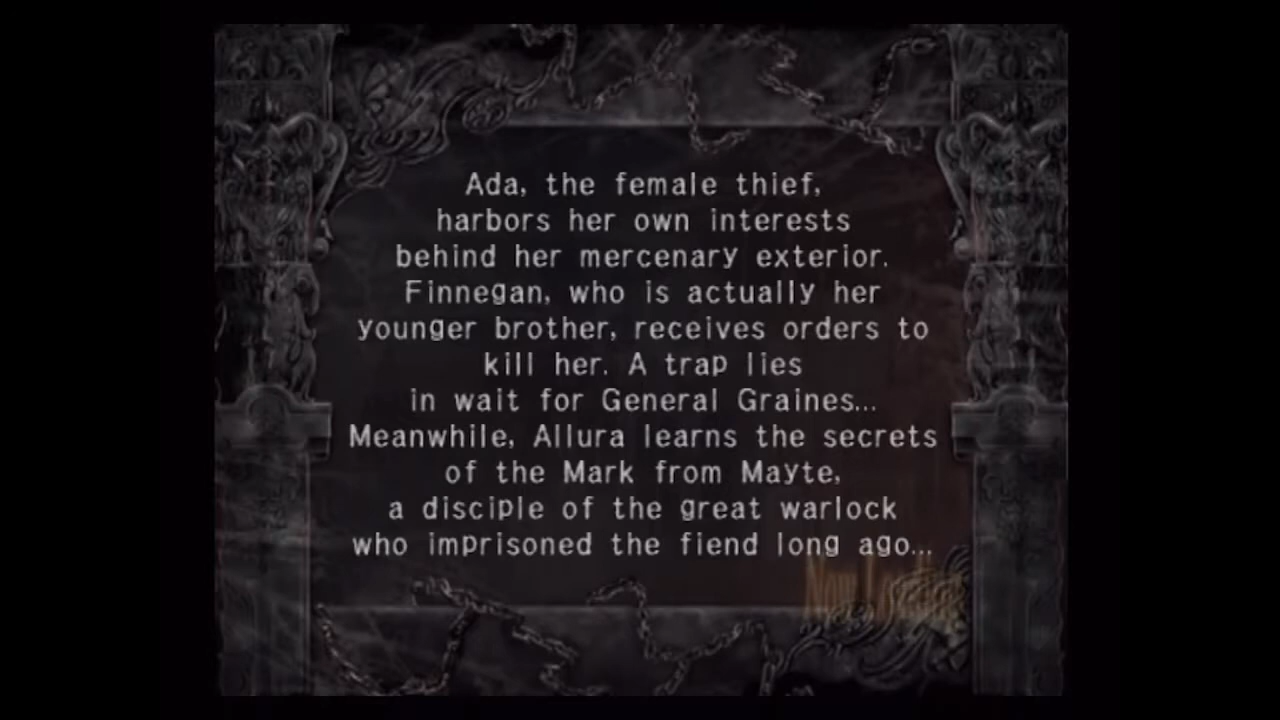 Ada, the female thief,
harbors her own interests
behind her mercenary exterior.
Finnegan, who is actually her
younger brother, receives orders to
kill her. A trap lies
in wait for General Graines...
Meanwhile, Allura learns the secrets
of the Mark from Mayte,
a disciple of the great warlock
who imprisoned the fiend long ago...
Now